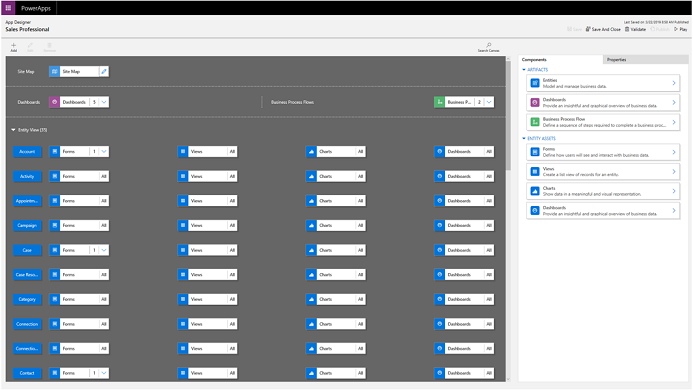 PowerApps
App Designer
Sales Professional
Last Saved on: 3/22/2019 8:58 AM Published
Save Save And Close Validate Publish Play
Add Edit Remove
Search Canvas
Site Map Site Map
Dashboards Dashboards 5 Business Process Flows Business P... 2
Entity View (35)
Account Forms 1 Views All Charts All Dashboards All
Activity Forms All Views All Charts All Dashboards All
Appointmen... Forms All Views All Charts All Dashboards All
Campaign Forms All Views All Charts All Dashboards All
Case Forms 1 Views All Charts All Dashboards All
Case Reso... Forms All Views All Charts All Dashboards All
Category Forms All Views All Charts All Dashboards All
Connection Forms All Views All Charts All Dashboards All
Connectio... Forms All Views All Charts All Dashboards All
Contact Forms 1 Views All Charts All Dashboards All
Components Properties
ARTIFACTS
Entities
Model and manage business data.
Dashboards
Provide an insightful and graphical overview of business data.
Business Process Flow
Define a sequence of steps required to complete a business proc...
ENTITY ASSETS
Forms
Define how users will see and interact with business data.
Views
Create a list view of records for an entity.
Charts
Show data in a meaningful and visual representation.
Dashboards
Provide an insightful and graphical overview of business data.